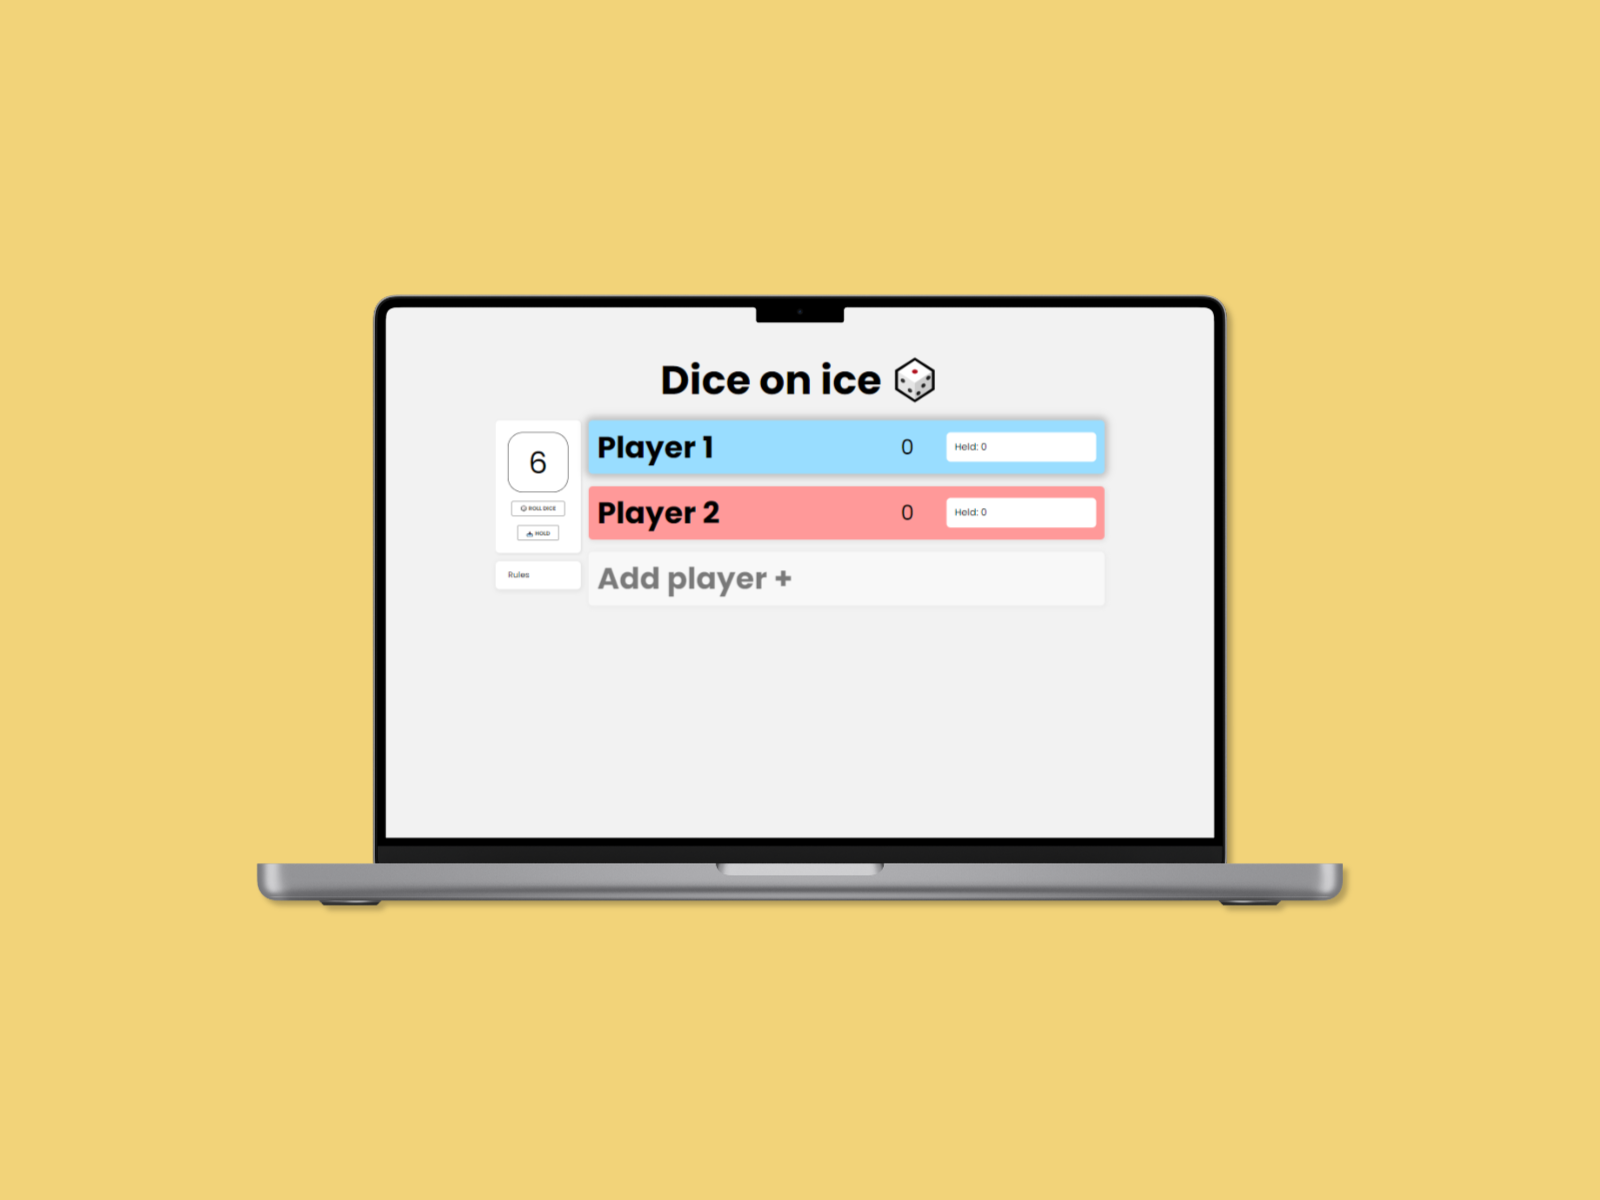 Dice on ice
6
ROLL DICE
HOLD
Rules
Player 1
0
Held: 0
Player 2
0
Held: 0
Add player +